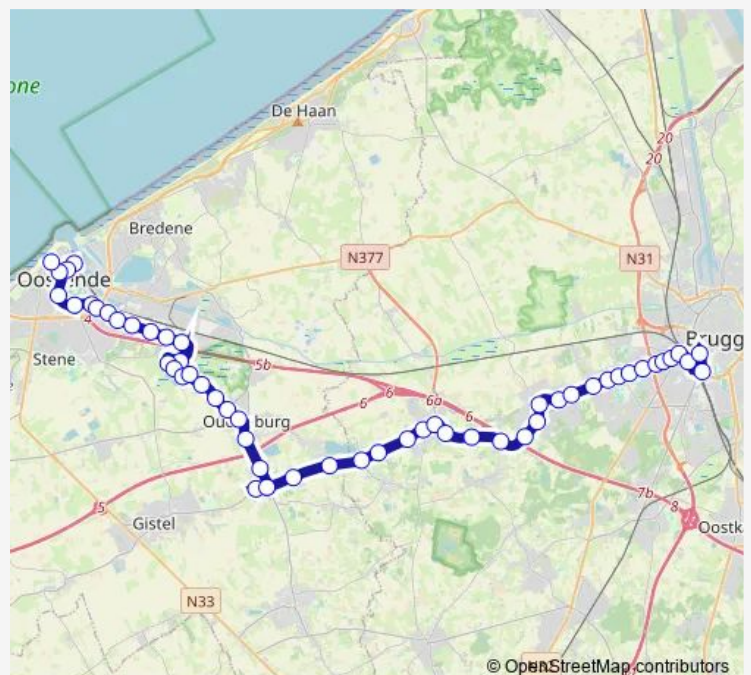 one
De Haan
20
20
Bredene
N377
N31
Oostende
4
Brugg
Stene
5b
6
6
6a
6
Oudenburg
5
7b
8
Gistel
Oostk
N33
© OpenStreetMap contributors